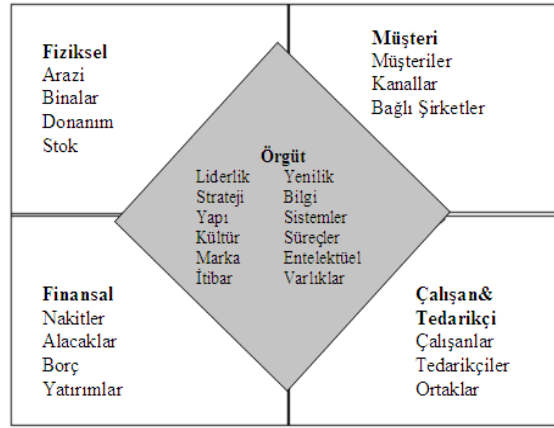 Fiziksel
Arazi
Binalar
Donanım
Stok
Müşteri
Müşteriler
Kanallar
Bağlı Şirketler
Örgüt
Liderlik Yenilik
Strateji Bilgi
Yapı Sistemler
Kültür Süreçler
Marka Entelektüel
İtibar Varlıklar
Finansal
Nakitler
Alacaklar
Borç
Yatırımlar
Çalışan&
Tedarikçi
Çalışanlar
Tedarikçiler
Ortaklar